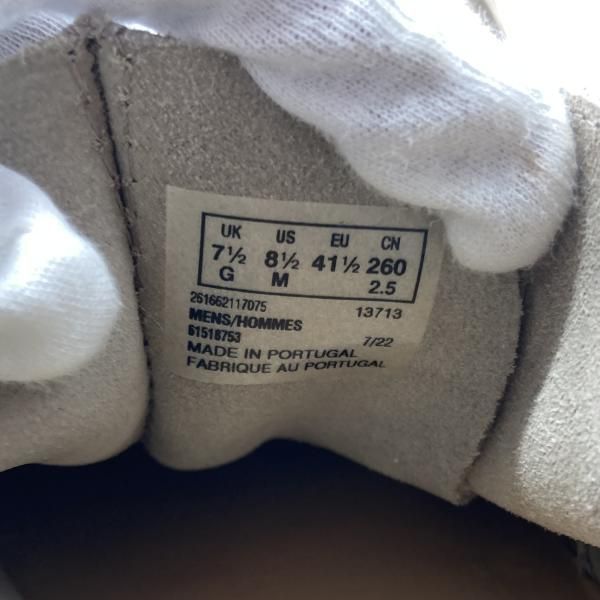 UK US EU CN
7½ 8½ 41½ 260
G M 2.5
261662117075 13713
MENS/HOMMES
61518753 7/22
MADE IN PORTUGAL
FABRIQUE AU PORTUGAL